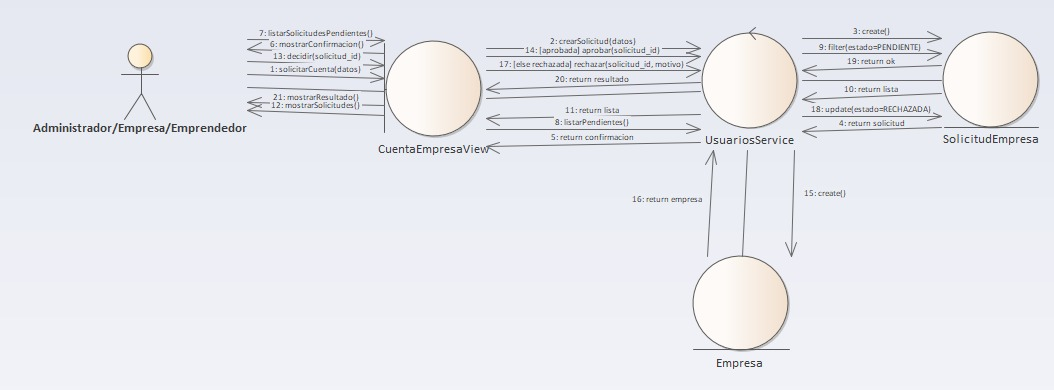 7: listarSolicitudesPendientes()
6: mostrarConfirmacion()
13: decidir(solicitud_id)
1: solicitarCuenta(datos)
21: mostrarResultado()
12: mostrarSolicitudes()
Administrador/Empresa/Emprendedor
CuentaEmpresaView
2: crearSolicitud(datos)
14: [aprobada] aprobar(solicitud_id)
17: [else rechazada] rechazar(solicitud_id, motivo)
20: return resultado
11: return lista
8: listarPendientes()
5: return confirmacion
UsuariosService
3: create()
9: filter(estado=PENDIENTE)
19: return ok
10: return lista
18: update(estado=RECHAZADA)
4: return solicitud
SolicitudEmpresa
16: return empresa
15: create()
Empresa